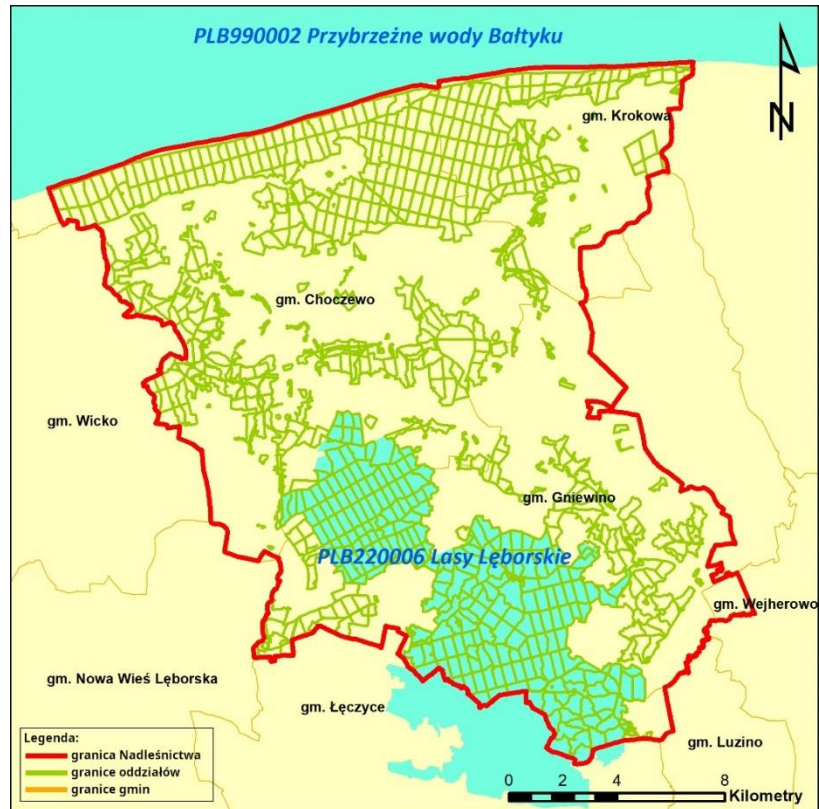 PLB990002 Przybrzeżne wody Bałtyku
N
gm. Krokowa
gm. Choczewo
gm. Wicko
gm. Gniewino
PLB220006 Lasy Lęborskie
gm. Wejherowo
gm. Nowa Wieś Lęborska
gm. Łęczyce
gm. Luzino
Legenda:
granica Nadleśnictwa
granice oddziałów
granice gmin
0 2 4 8
Kilometry